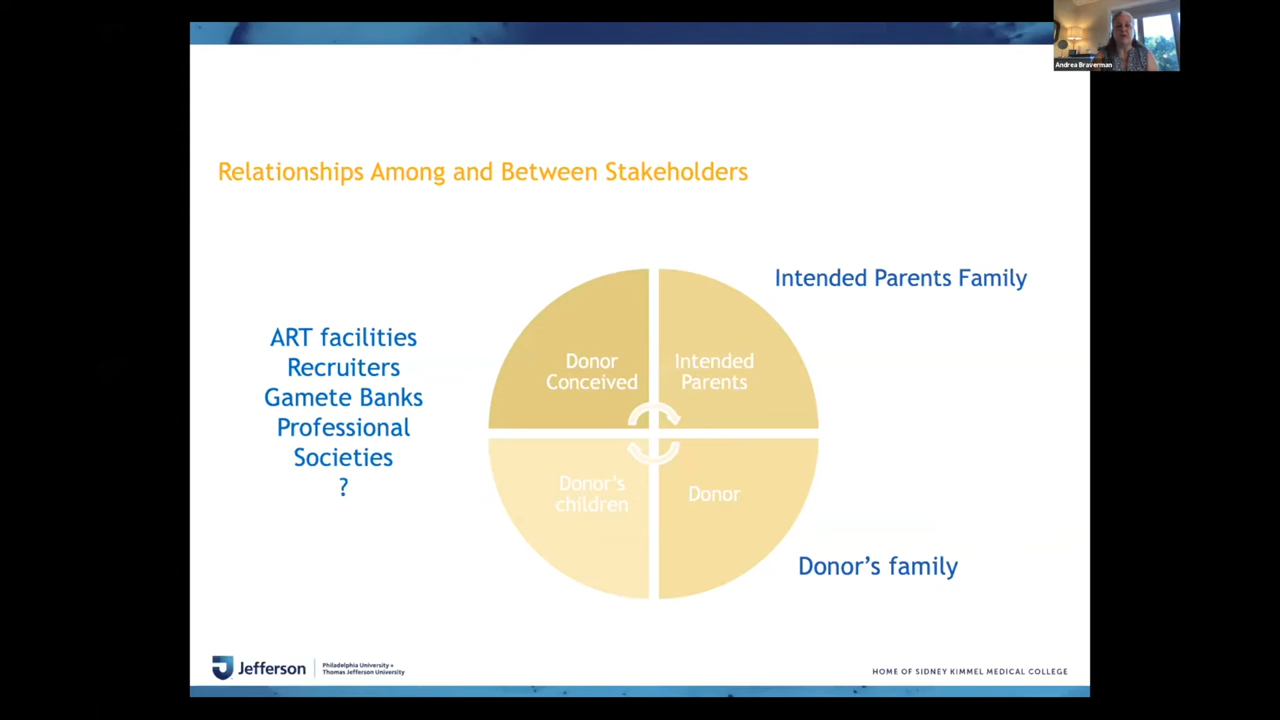 Andrea Braverman
Relationships Among and Between Stakeholders
Intended Parents Family
ART facilities
Recruiters
Gamete Banks
Professional
Societies
?
Donor
Conceived
Intended
Parents
Donor's
children
Donor
Donor’s family
Jefferson
Philadelphia University +
Thomas Jefferson University
HOME OF SIDNEY KIMMEL MEDICAL COLLEGE